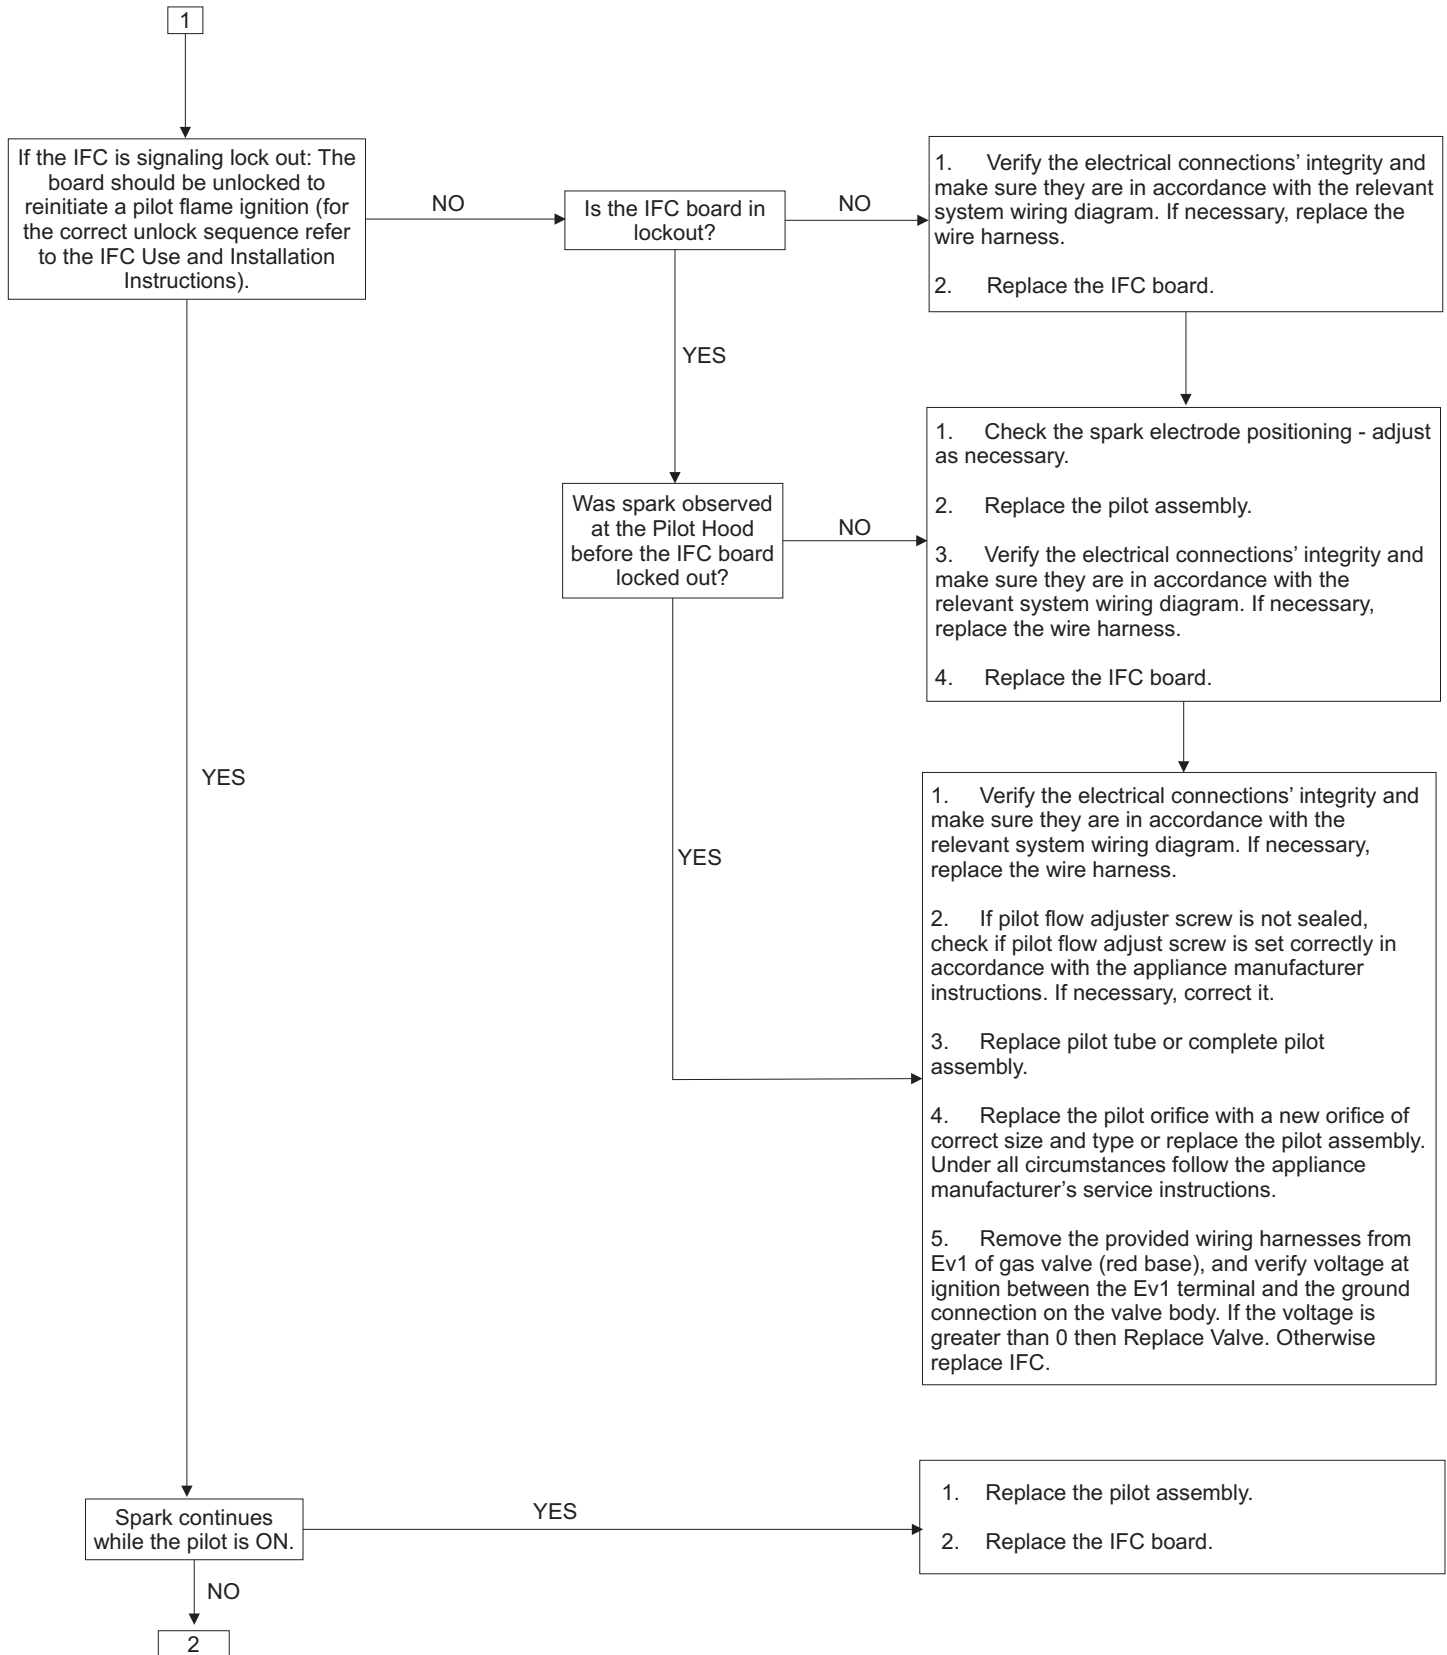 1
If the IFC is signaling lock out: The
board should be unlocked to
reinitiate a pilot flame ignition (for
the correct unlock sequence refer
to the IFC Use and Installation
Instructions).
NO
Is the IFC board in
lockout?
NO
1. Verify the electrical connections’ integrity and
make sure they are in accordance with the relevant
system wiring diagram. If necessary, replace the
wire harness.
2. Replace the IFC board.
YES
Was spark observed
at the Pilot Hood
before the IFC board
locked out?
NO
1. Check the spark electrode positioning - adjust
as necessary.
2. Replace the pilot assembly.
3. Verify the electrical connections’ integrity and
make sure they are in accordance with the
relevant system wiring diagram. If necessary,
replace the wire harness.
4. Replace the IFC board.
YES
YES
1. Verify the electrical connections’ integrity and
make sure they are in accordance with the
relevant system wiring diagram. If necessary,
replace the wire harness.
2. If pilot flow adjuster screw is not sealed,
check if pilot flow adjust screw is set correctly in
accordance with the appliance manufacturer
instructions. If necessary, correct it.
3. Replace pilot tube or complete pilot
assembly.
4. Replace the pilot orifice with a new orifice of
correct size and type or replace the pilot assembly.
Under all circumstances follow the appliance
manufacturer’s service instructions.
5. Remove the provided wiring harnesses from
Ev1 of gas valve (red base), and verify voltage at
ignition between the Ev1 terminal and the ground
connection on the valve body. If the voltage is
greater than 0 then Replace Valve. Otherwise
replace IFC.
Spark continues
while the pilot is ON.
YES
1. Replace the pilot assembly.
2. Replace the IFC board.
NO
2